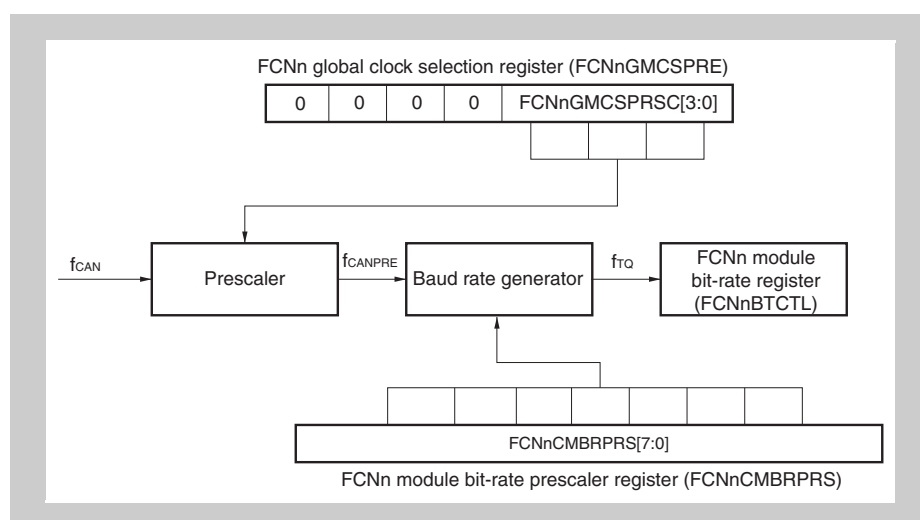 FCNn global clock selection register (FCNnGMCSPRE)
0 0 0 0 FCNnGMCSPRSC[3:0]
fCAN
Prescaler
fCANPRE
Baud rate generator
fTQ
FCNn module
bit-rate register
(FCNnBTCTL)
FCNnCMBRPRS[7:0]
FCNn module bit-rate prescaler register (FCNnCMBRPRS)